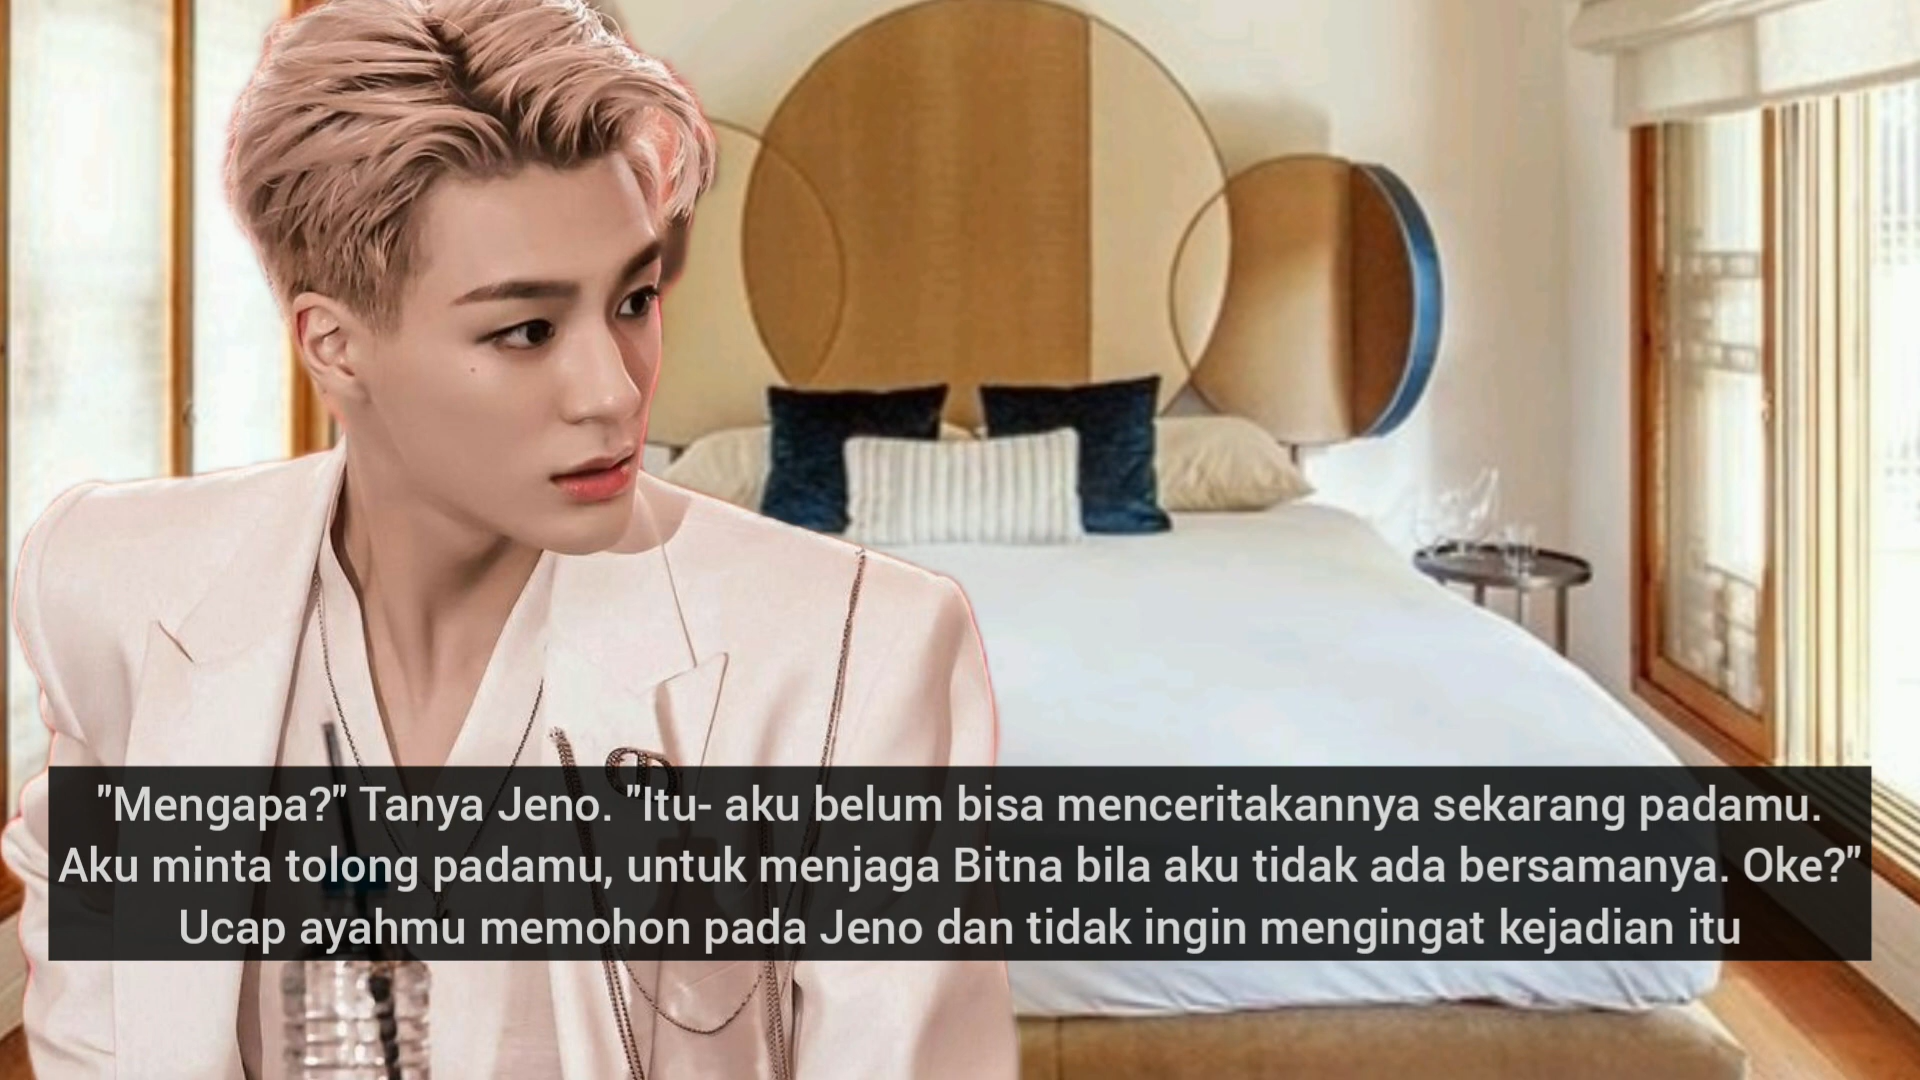 "Mengapa?" Tanya Jeno. "Itu- aku belum bisa menceritakannya sekarang padamu.
Aku minta tolong padamu, untuk menjaga Bitna bila aku tidak ada bersamanya. Oke?"
Ucap ayahmu memohon pada Jeno dan tidak ingin mengingat kejadian itu